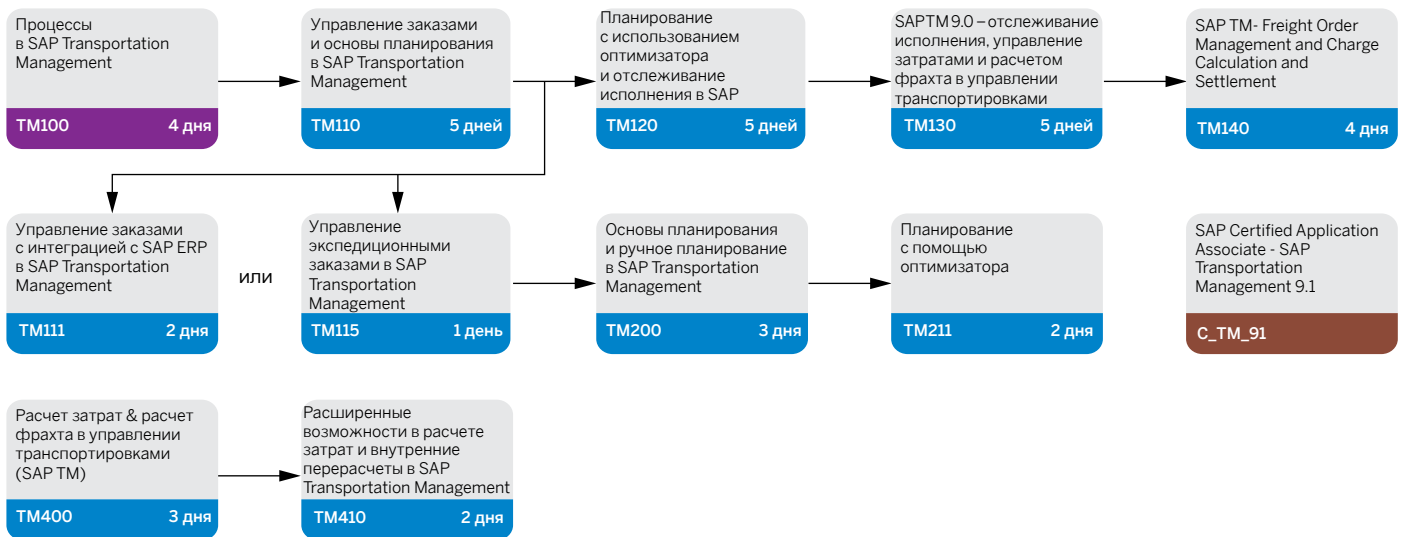 Процессы
в SAP Transportation
Management
TM100 4 дня
Управление заказами
и основы планирования
в SAP Transportation
Management
TM110 5 дней
Планирование
с использованием
оптимизатора
и отслеживание
исполнения в SAP
TM120 5 дней
SAPTM 9.0 – отслеживание
исполнения, управление
затратами и расчетом
фрахта в управлении
транспортировками
TM130 5 дней
SAP TM- Freight Order
Management and Charge
Calculation and
Settlement
TM140 4 дня
Управление заказами
с интеграцией с SAP ERP
в SAP Transportation
Management
TM111 2 дня
или
Управление
экспедиционными
заказами в SAP
Transportation
Management
TM115 1 день
Основы планирования
и ручное планирование
в SAP Transportation
Management
TM200 3 дня
Планирование
с помощью
оптимизатора
TM211 2 дня
SAP Certified Application
Associate - SAP
Transportation
Management 9.1
C_TM_91
Расчет затрат & расчет
фрахта в управлении
транспортировками
(SAP TM)
TM400 3 дня
Расширенные
возможности в расчете
затрат и внутренние
перерасчеты в SAP
Transportation Management
TM410 2 дня